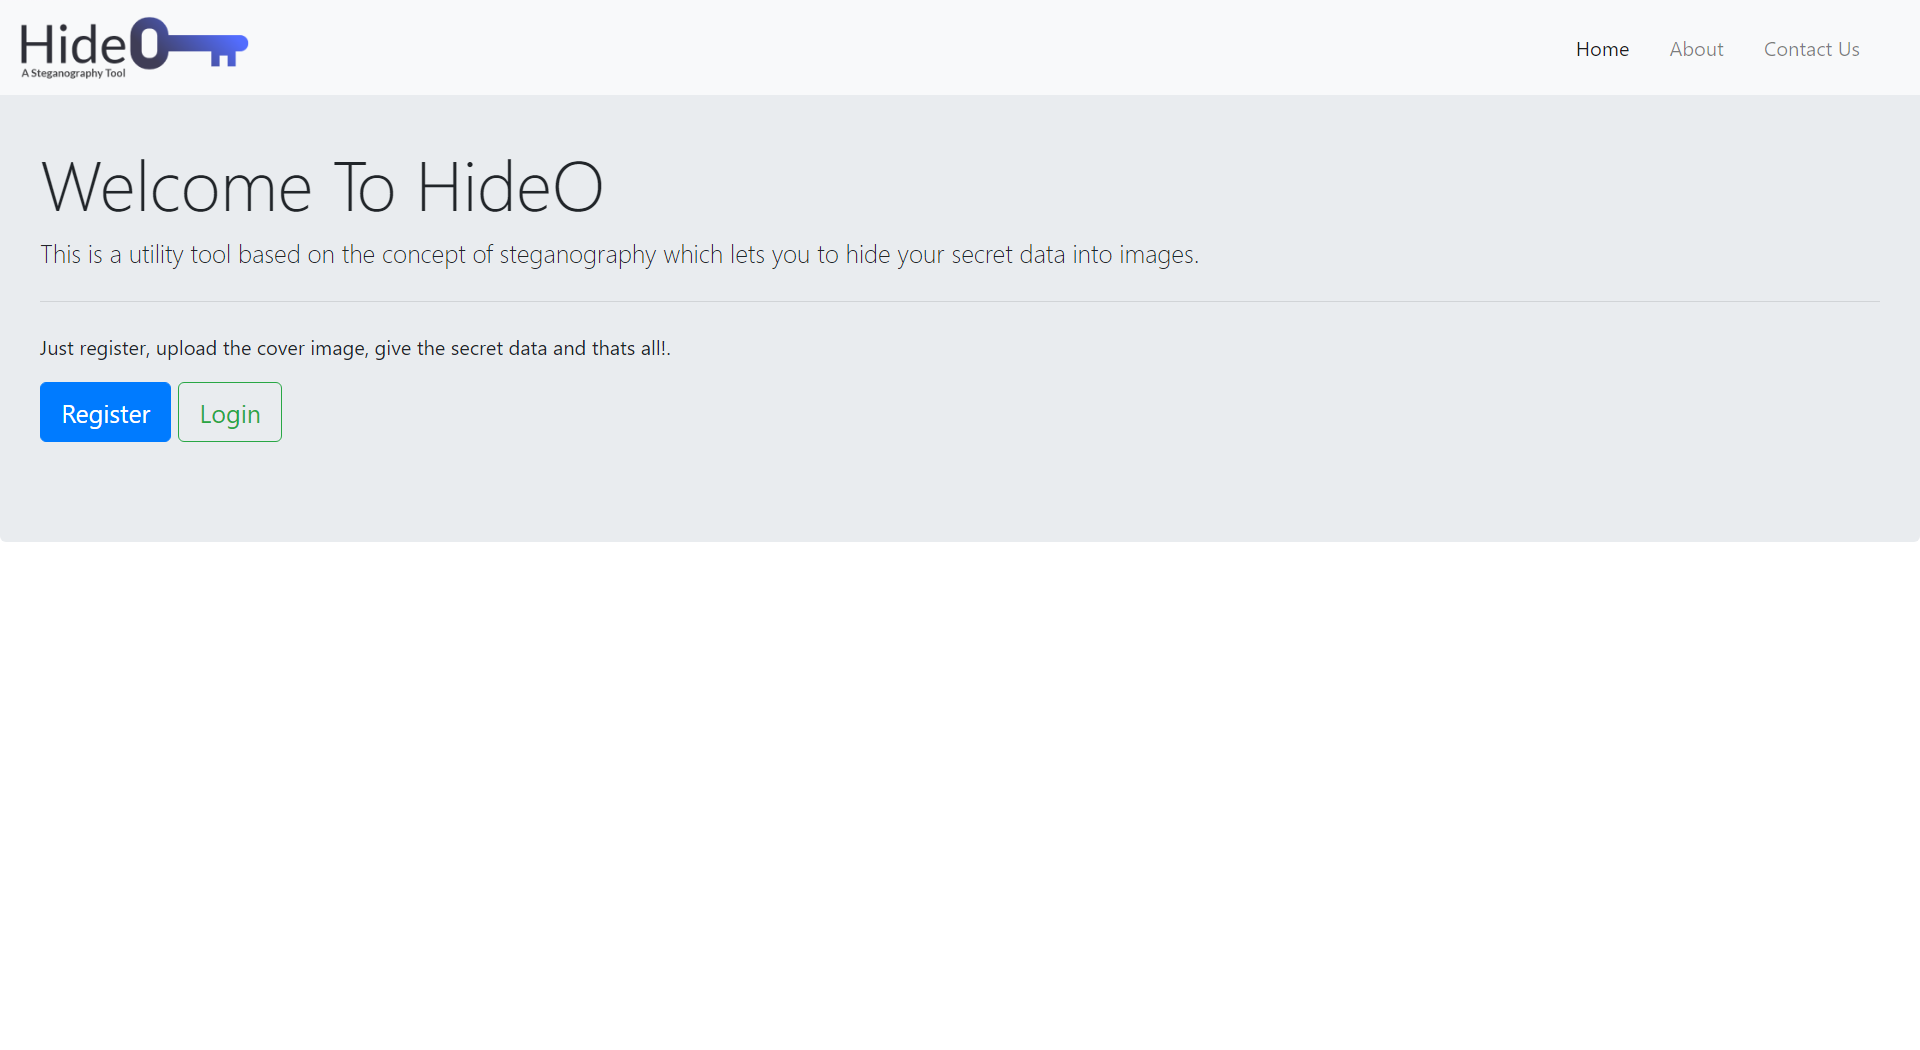 HideO
A Steganography Tool
Home About Contact Us
Welcome To HideO
This is a utility tool based on the concept of steganography which lets you to hide your secret data into images.
Just register, upload the cover image, give the secret data and thats all!.
Register Login